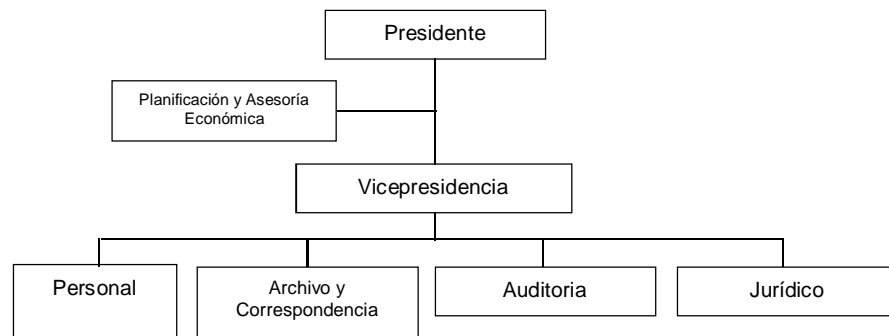 Presidente
Planificación y Asesoría
Económica
Vicepresidencia
Personal
Archivo y
Correspondencia
Auditoria
Jurídico